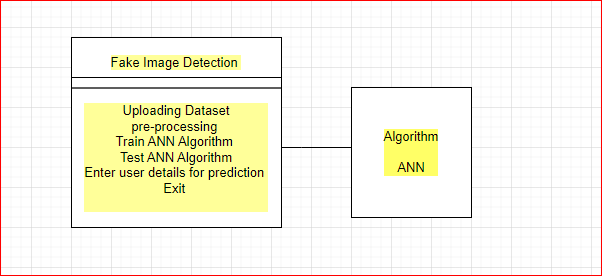 Fake Image Detection
Uploading Dataset
pre-processing
Train ANN Algorithm
Test ANN Algorithm
Enter user details for prediction
Exit
Algorithm
ANN